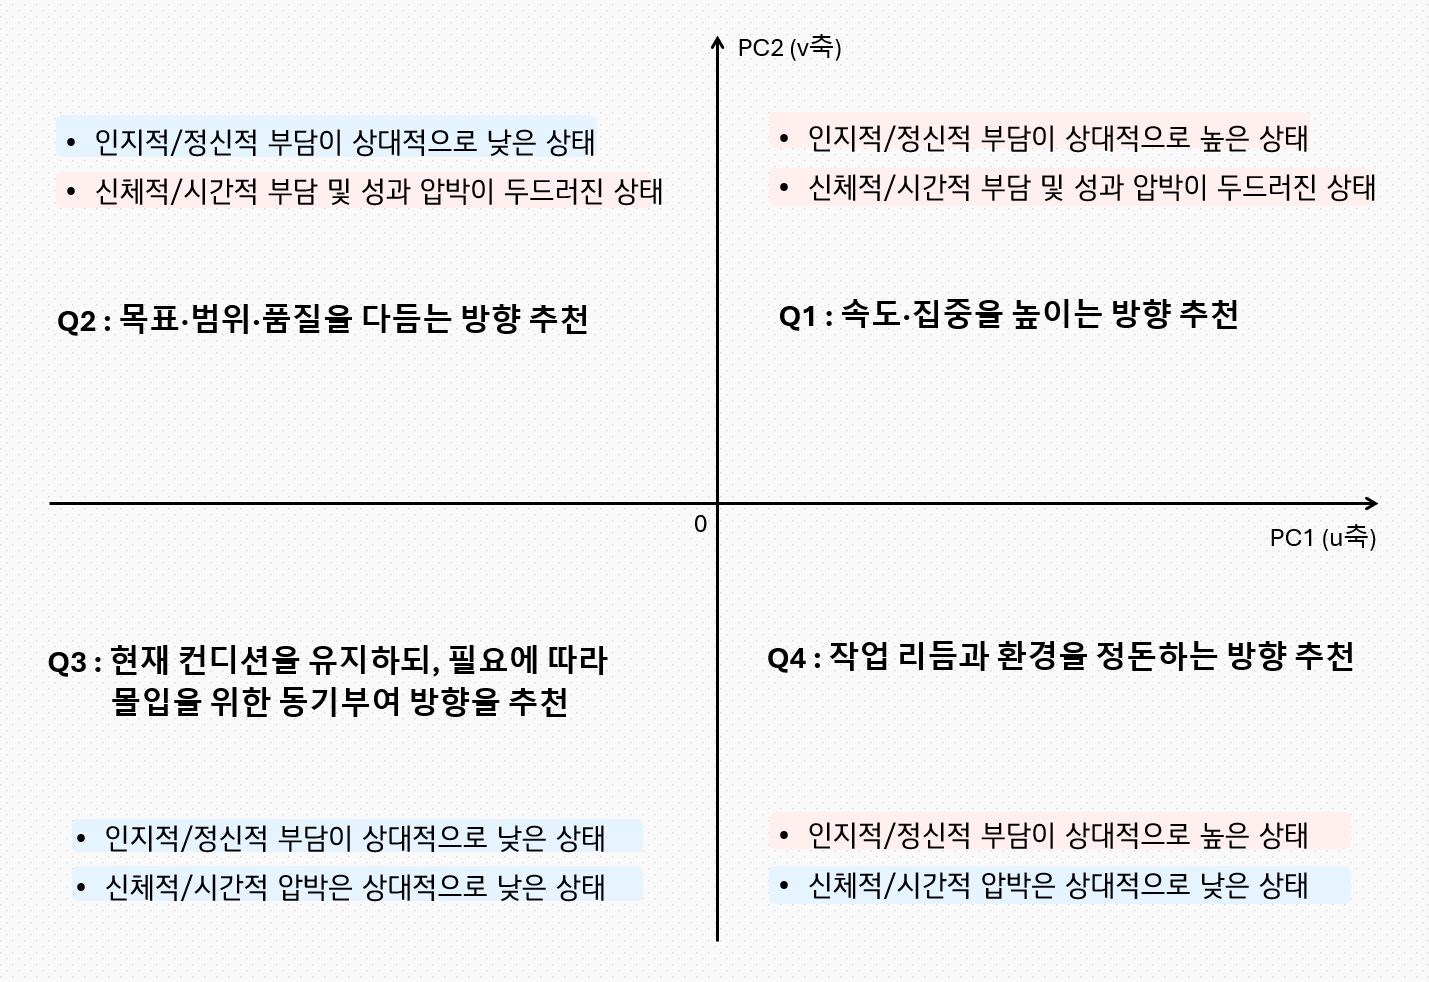 PC2 (v축)
• 인지적/정신적 부담이 상대적으로 낮은 상태
• 신체적/시간적 부담 및 성과 압박이 두드러진 상태
Q2 : 목표·범위·품질을 다듬는 방향 추천
• 인지적/정신적 부담이 상대적으로 높은 상태
• 신체적/시간적 부담 및 성과 압박이 두드러진 상태
Q1 : 속도·집중을 높이는 방향 추천
0
PC1 (u축)
Q3 : 현재 컨디션을 유지하되, 필요에 따라
몰입을 위한 동기부여 방향을 추천
• 인지적/정신적 부담이 상대적으로 낮은 상태
• 신체적/시간적 압박은 상대적으로 낮은 상태
Q4 : 작업 리듬과 환경을 정돈하는 방향 추천
• 인지적/정신적 부담이 상대적으로 높은 상태
• 신체적/시간적 압박은 상대적으로 낮은 상태